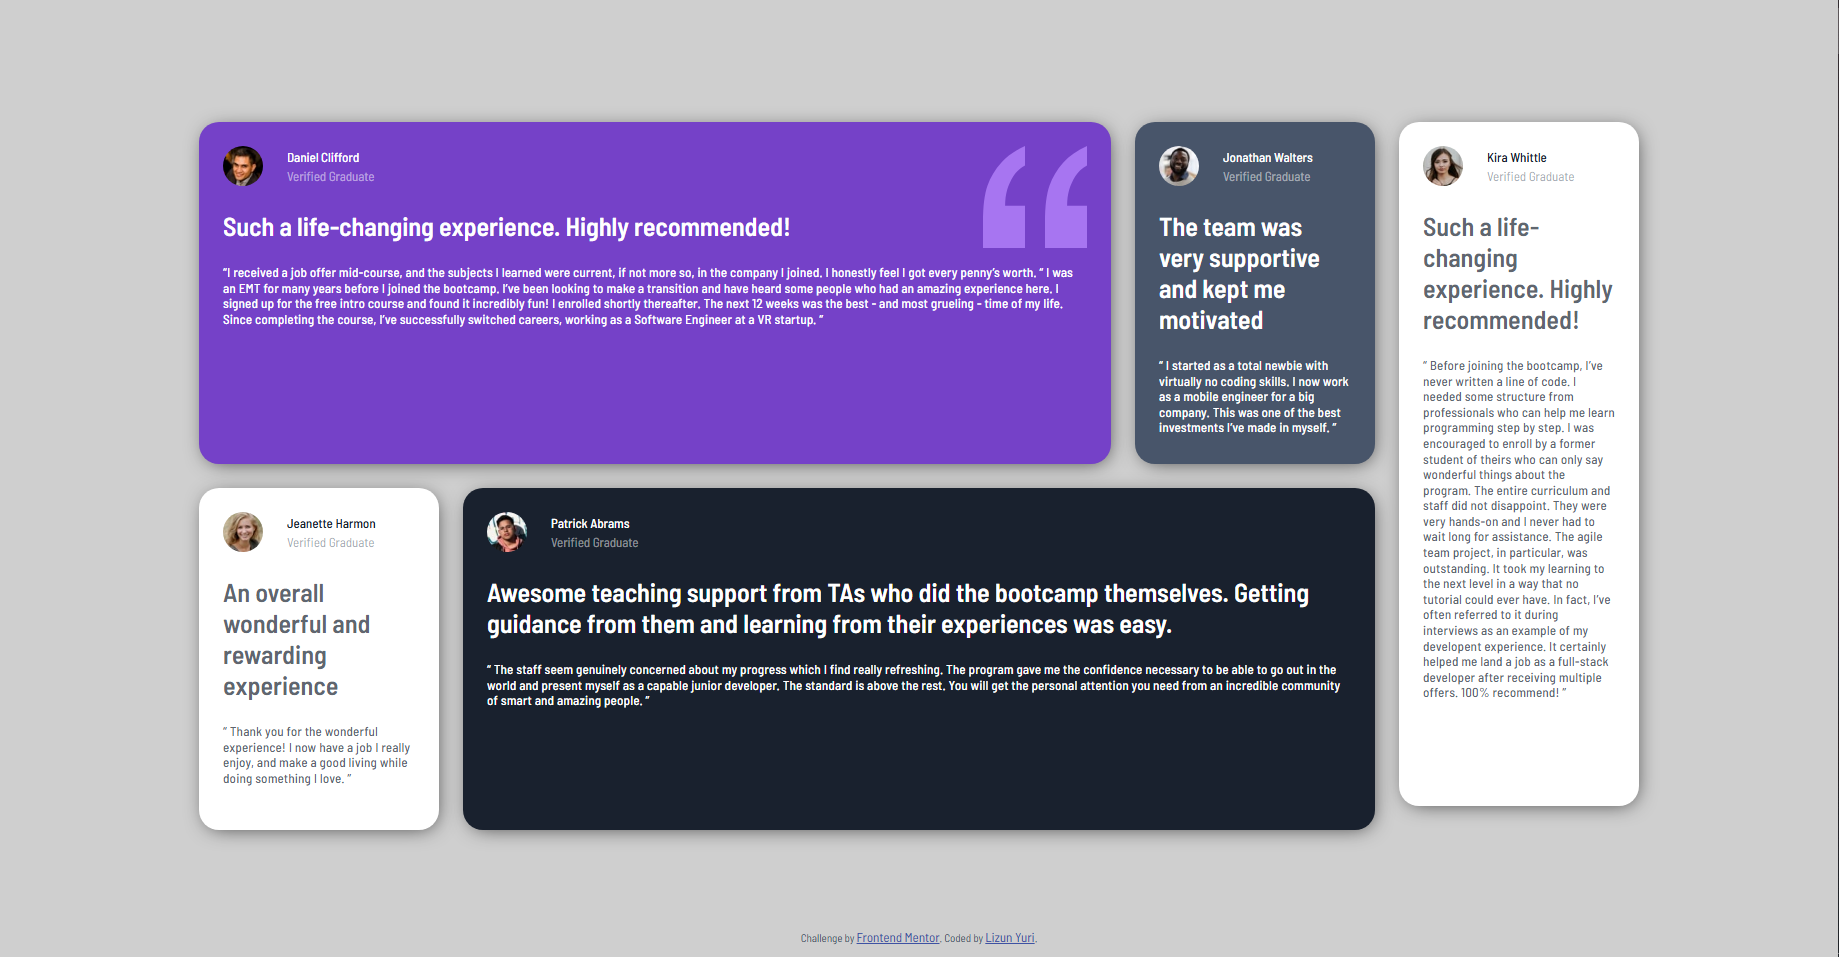 Daniel Clifford
Verified Graduate
Such a life-changing experience. Highly recommended!
“I received a job offer mid-course, and the subjects I learned were current, if not more so, in the company I joined. I honestly feel I got every penny’s worth. “ I was
an EMT for many years before I joined the bootcamp. I’ve been looking to make a transition and have heard some people who had an amazing experience here. I
signed up for the free intro course and found it incredibly fun! I enrolled shortly thereafter. The next 12 weeks was the best - and most grueling - time of my life.
Since completing the course, I’ve successfully switched careers, working as a Software Engineer at a VR startup. ”
Jonathan Walters
Verified Graduate
The team was
very supportive
and kept me
motivated
“ I started as a total newbie with
virtually no coding skills. I now work
as a mobile engineer for a big
company. This was one of the best
investments I’ve made in myself. ”
Kira Whittle
Verified Graduate
Such a life-
changing
experience. Highly
recommended!
“ Before joining the bootcamp, I’ve
never written a line of code. I
needed some structure from
professionals who can help me learn
programming step by step. I was
encouraged to enroll by a former
student of theirs who can only say
wonderful things about the
program. The entire curriculum and
staff did not disappoint. They were
very hands-on and I never had to
wait long for assistance. The agile
team project, in particular, was
outstanding. It took my learning to
the next level in a way that no
tutorial could ever have. In fact, I’ve
often referred to it during
interviews as an example of my
developent experience. It certainly
helped me land a job as a full-stack
developer after receiving multiple
offers. 100% recommend! ”
Jeanette Harmon
Verified Graduate
An overall
wonderful and
rewarding
experience
“ Thank you for the wonderful
experience! I now have a job I really
enjoy, and make a good living while
doing something I love. ”
Patrick Abrams
Verified Graduate
Awesome teaching support from TAs who did the bootcamp themselves. Getting
guidance from them and learning from their experiences was easy.
“ The staff seem genuinely concerned about my progress which I find really refreshing. The program gave me the confidence necessary to be able to go out in the
world and present myself as a capable junior developer. The standard is above the rest. You will get the personal attention you need from an incredible community
of smart and amazing people. ”
Challenge by Frontend Mentor. Coded by Lizun Yuri.